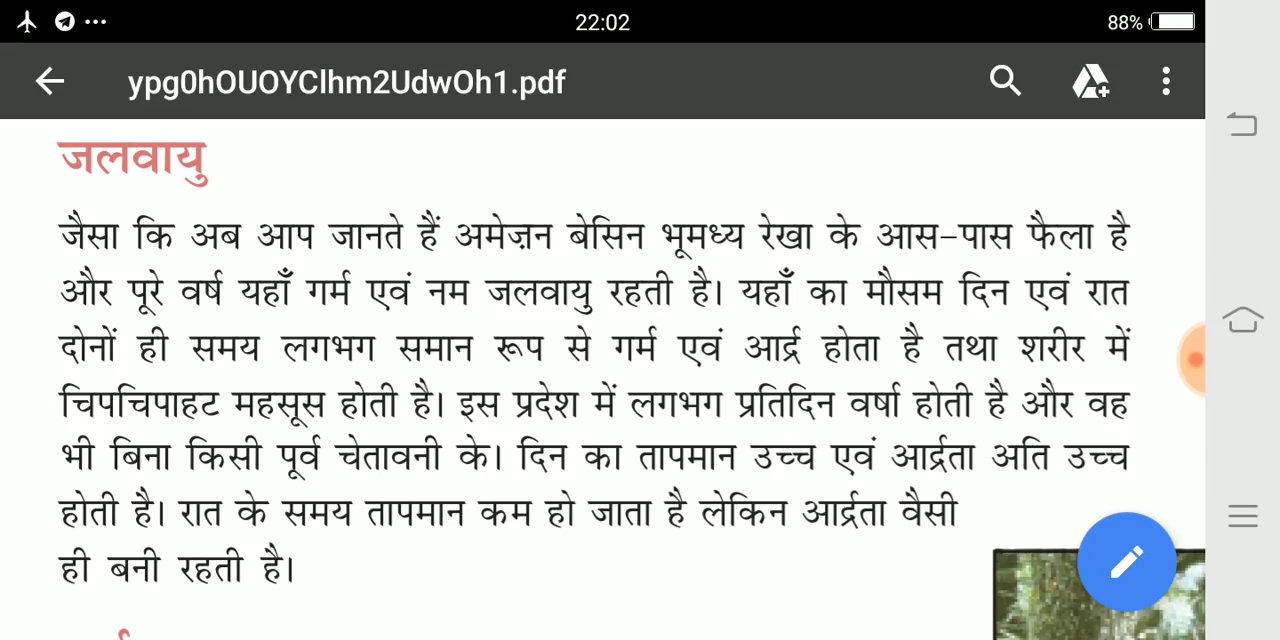 22:02
88%
ypg0hOUOYClhm2UdwOh1.pdf
जलवायु
जैसा कि अब आप जानते हैं अमेज़न बेसिन भूमध्य रेखा के आस-पास फैला है
और पूरे वर्ष यहाँ गर्म एवं नम जलवायु रहती है। यहाँ का मौसम दिन एवं रात
दोनों ही समय लगभग समान रूप से गर्म एवं आर्द्र होता है तथा शरीर में
चिपचिपाहट महसूस होती है। इस प्रदेश में लगभग प्रतिदिन वर्षा होती है और वह
भी बिना किसी पूर्व चेतावनी के। दिन का तापमान उच्च एवं आर्द्रता अति उच्च
होती है। रात के समय तापमान कम हो जाता है लेकिन आर्द्रता वैसी
ही बनी रहती है।